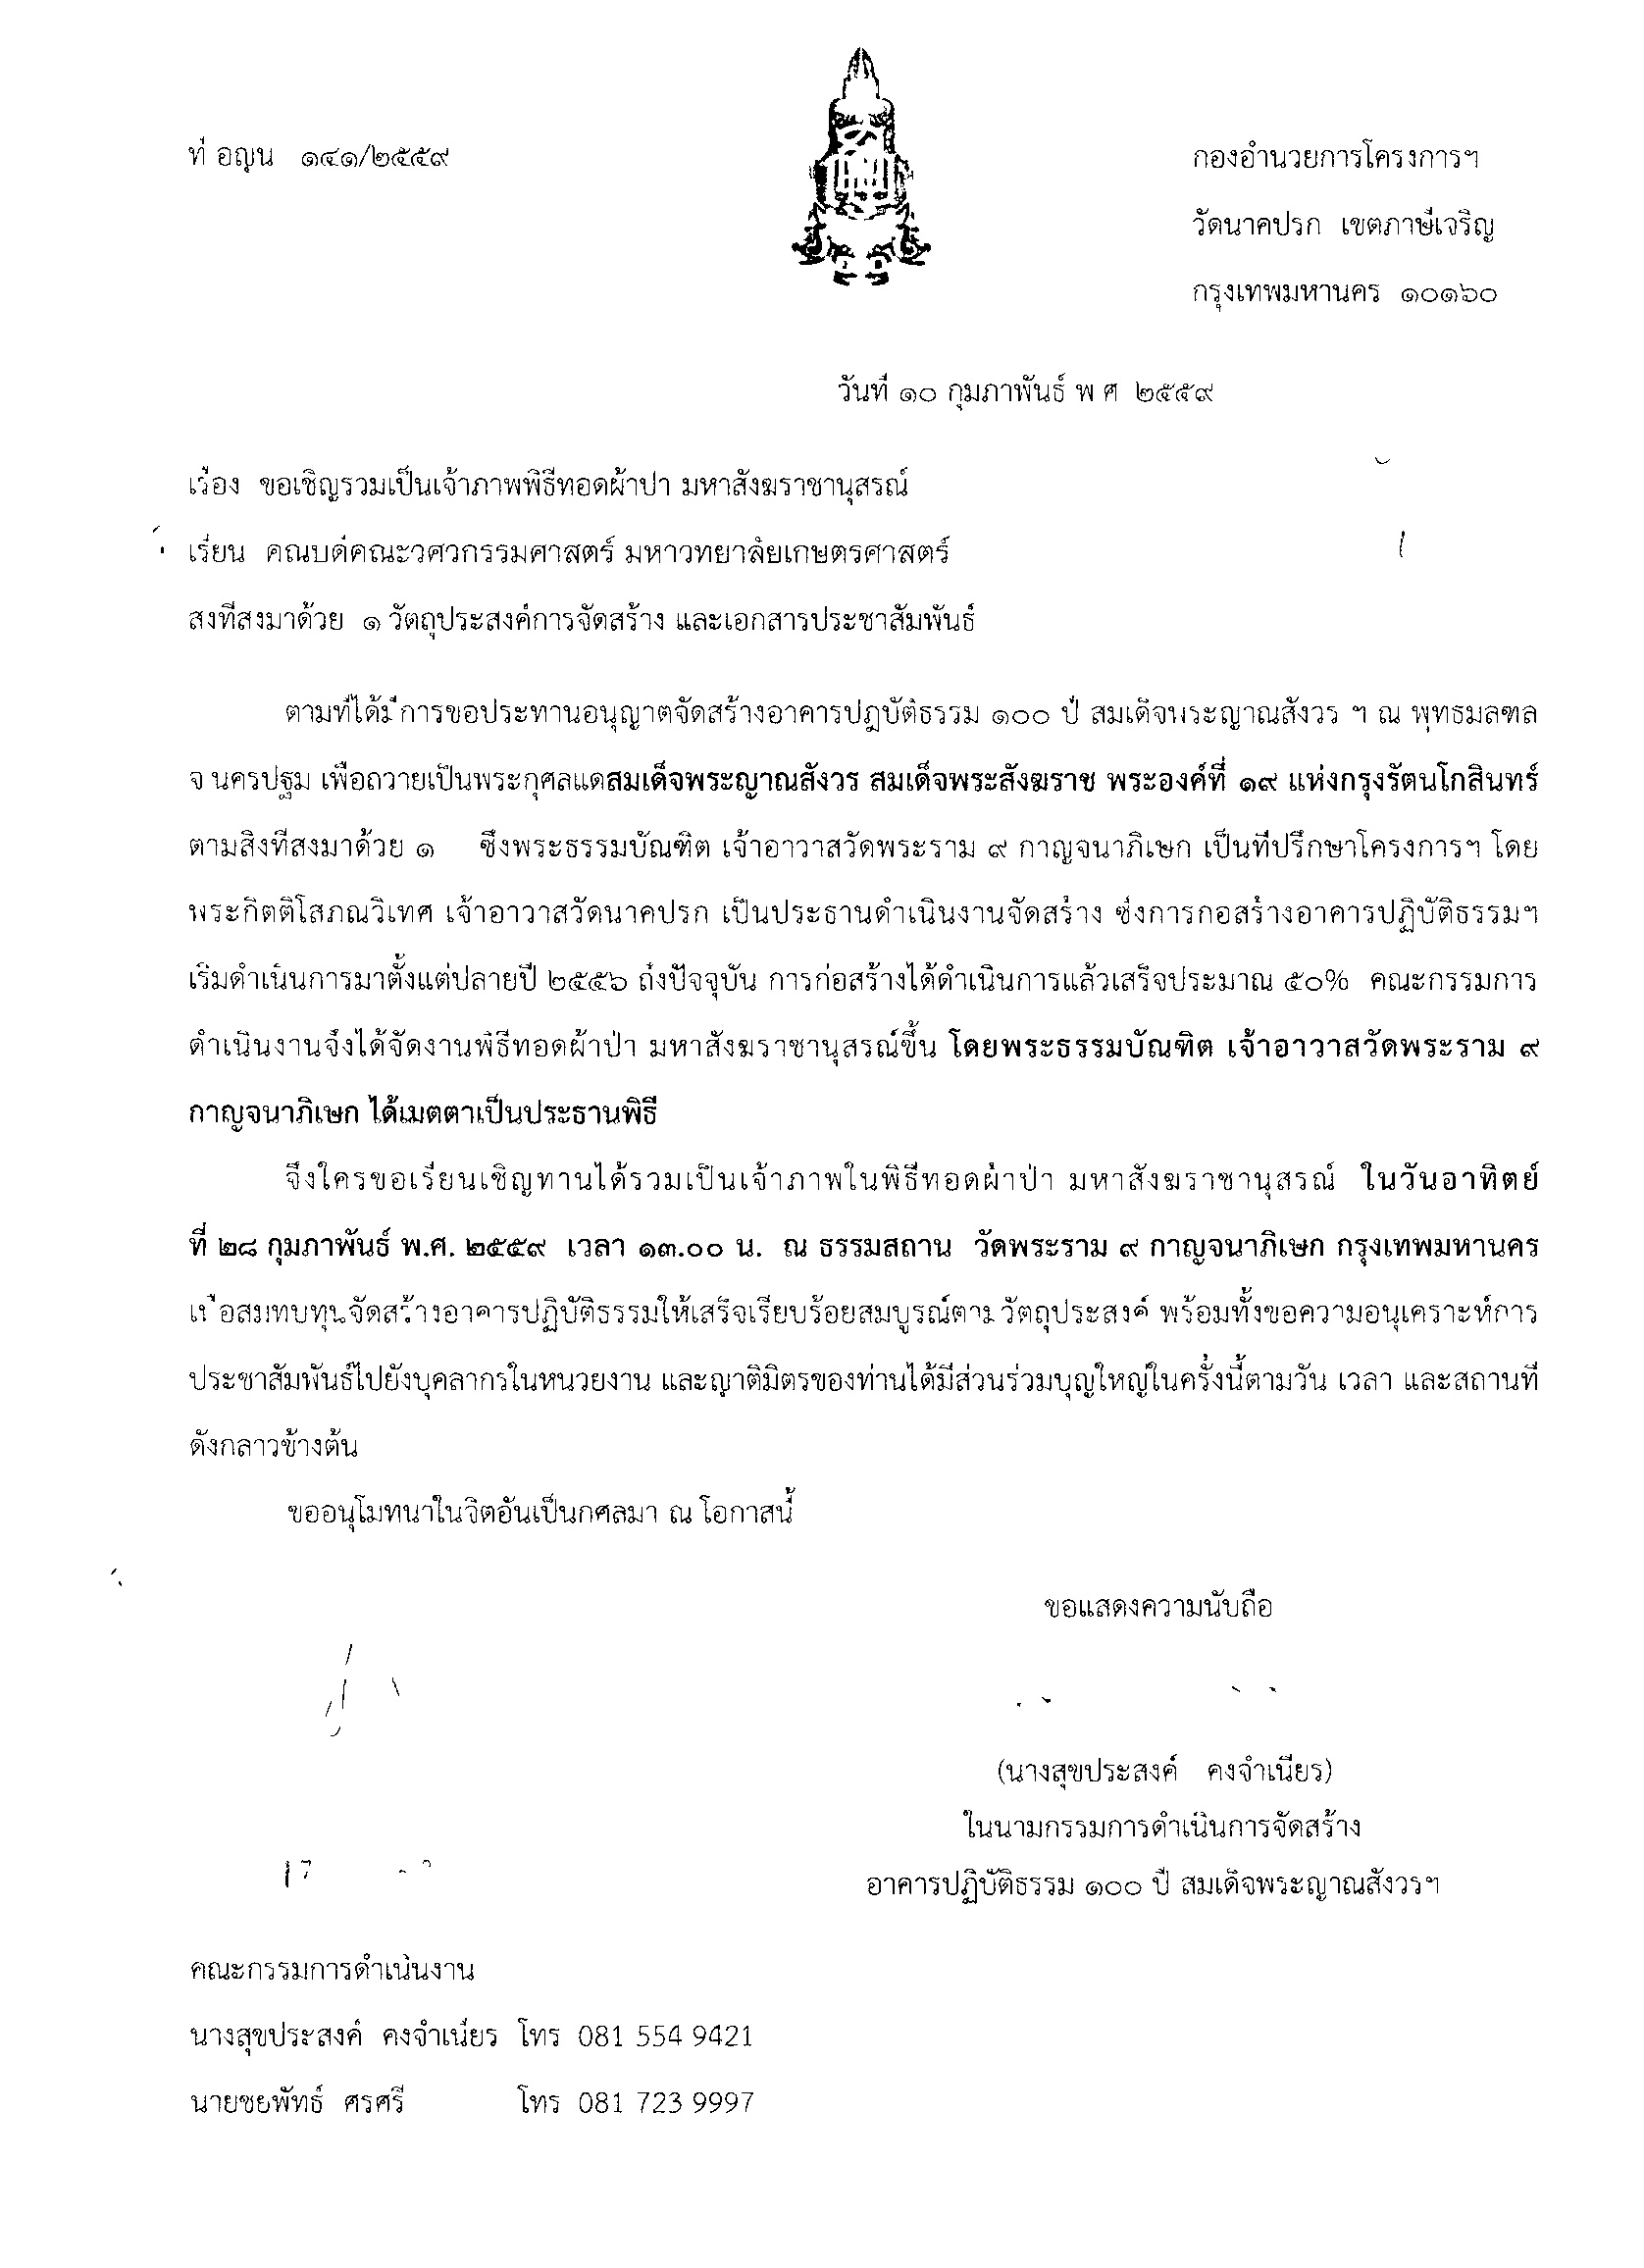 ที่ อญน ๑๔๑/๒๕๕๙
กองอำนวยการโครงการฯ
วัดนาคปรก เขตภาษีเจริญ
กรุงเทพมหานคร ๑๐๑๖๐
วันที่ ๑๐ กุมภาพันธ์ พ ศ ๒๕๕๙
เรื่อง ขอเชิญรวมเป็นเจ้าภาพพิธีทอดผ้าปา มหาสังฆราชานุสรณ์
เรียน คณบดีคณะวศวกรรมศาสตร์ มหาวทยาลัยเกษตรศาสตร์
สงที่สงมาด้วย ๑ วัตถุประสงค์การจัดสร้าง และเอกสารประชาสัมพันธ์
ตามที่ได้มีการขอประทานอนุญาตจัดสร้างอาคารปฏบัติธรรม ๑๐๐ ปี สมเด็จพระญาณสังวร ฯ ณ พุทธมลฑล
จ นครปฐม เพื่อถวายเป็นพระกุศลแดสมเด็จพระญาณสังวร สมเด็จพระสังฆราช พระองค์ที่ ๑๙ แห่งกรุงรัตนโกสินทร์
ตามสิ่งที่สงมาด้วย ๑ ซึ่งพระธรรมบัณฑิต เจ้าอาวาสวัดพระราม ๙ กาญจนาภิเษก เป็นที่ปรึกษาโครงการฯ โดย
พระกิตติโสภณวิเทศ เจ้าอาวาสวัดนาคปรก เป็นประธานดำเนินงานจัดสร้าง ซึ่งการกอสร้างอาคารปฏิบัติธรรมฯ
เริ่มดำเนินการมาตั้งแต่ปลายปี ๒๕๕๖ ถึงปัจจุบัน การก่อสร้างได้ดำเนินการแล้วเสร็จประมาณ ๕๐% คณะกรรมการ
ดำเนินงานจึงได้จัดงานพิธีทอดผ้าป่า มหาสังฆราชานุสรณ์ขึ้น โดยพระธรรมบัณฑิต เจ้าอาวาสวัดพระราม ๙
กาญจนาภิเษก ได้เมตตาเป็นประธานพิธี
จึงใครขอเรียนเชิญทานได้รวมเป็นเจ้าภาพในพิธีทอดผ้าป่า มหาสังฆราชานุสรณ์ ในวันอาทิตย์
ที่ ๒๘ กุมภาพันธ์ พ.ศ. ๒๕๕๙ เวลา ๑๓.๐๐ น. ณ ธรรมสถาน วัดพระราม ๙ กาญจนาภิเษก กรุงเทพมหานคร
เพื่อสมทบทุนจัดสร้างอาคารปฏิบัติธรรมให้เสร็จเรียบร้อยสมบูรณ์ตามวัตถุประสงค์ พร้อมทั้งขอความอนุเคราะห์การ
ประชาสัมพันธ์ไปยังบุคลากรในหนวยงาน และญาติมิตรของท่านได้มีส่วนร่วมบุญใหญ่ในครั้งนี้ตามวัน เวลา และสถานที่
ดังกลาวข้างต้น
ขออนุโมทนาในจิตอันเป็นกศลมา ณ โอกาสนี้
ขอแสดงความนับถือ
(นางสุขประสงค์ คงจำเนียร)
ในนามกรรมการดำเนินการจัดสร้าง
อาคารปฏิบัติธรรม ๑๐๐ ปี สมเด็จพระญาณสังวรฯ
คณะกรรมการดำเนินงาน
นางสุขประสงค์ คงจำเนียร โทร 081 554 9421
นายชยพัทธ์ ศรศรี โทร 081 723 9997